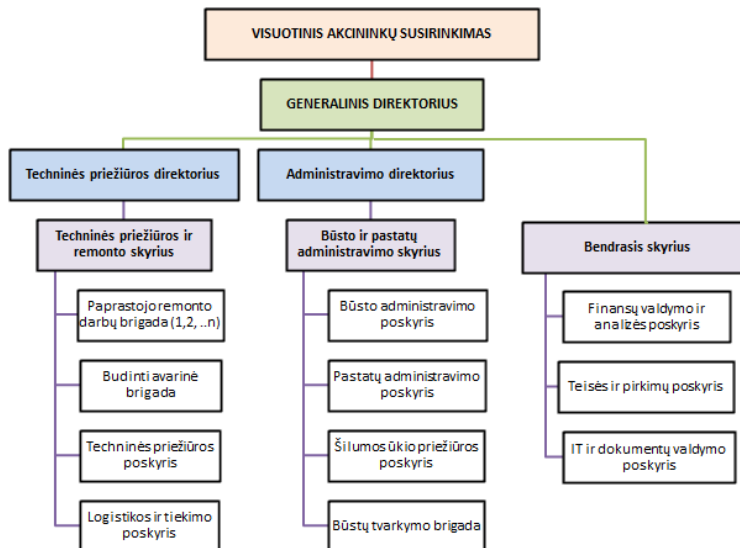 VISUOTINIS AKCININKŲ SUSIRINKIMAS
GENERALINIS DIREKTORIUS
Techninės priežiūros direktorius
Administravimo direktorius
Techninės priežiūros ir
remonto skyrius
Būsto ir pastatų
administravimo skyrius
Bendrasis skyrius
Paprastojo remonto
darbų brigada (1,2, ..n)
Būsto administravimo
poskyris
Finansų valdymo ir
analizės poskyris
Budinti avarinė
brigada
Pastatų administravimo
poskyris
Teisės ir pirkimų poskyris
Techninės priežiūros
poskyris
Šilumos ūkio priežiūros
poskyris
IT ir dokumentų valdymo
poskyris
Logistikos ir tiekimo
poskyris
Būstų tvarkymo brigada